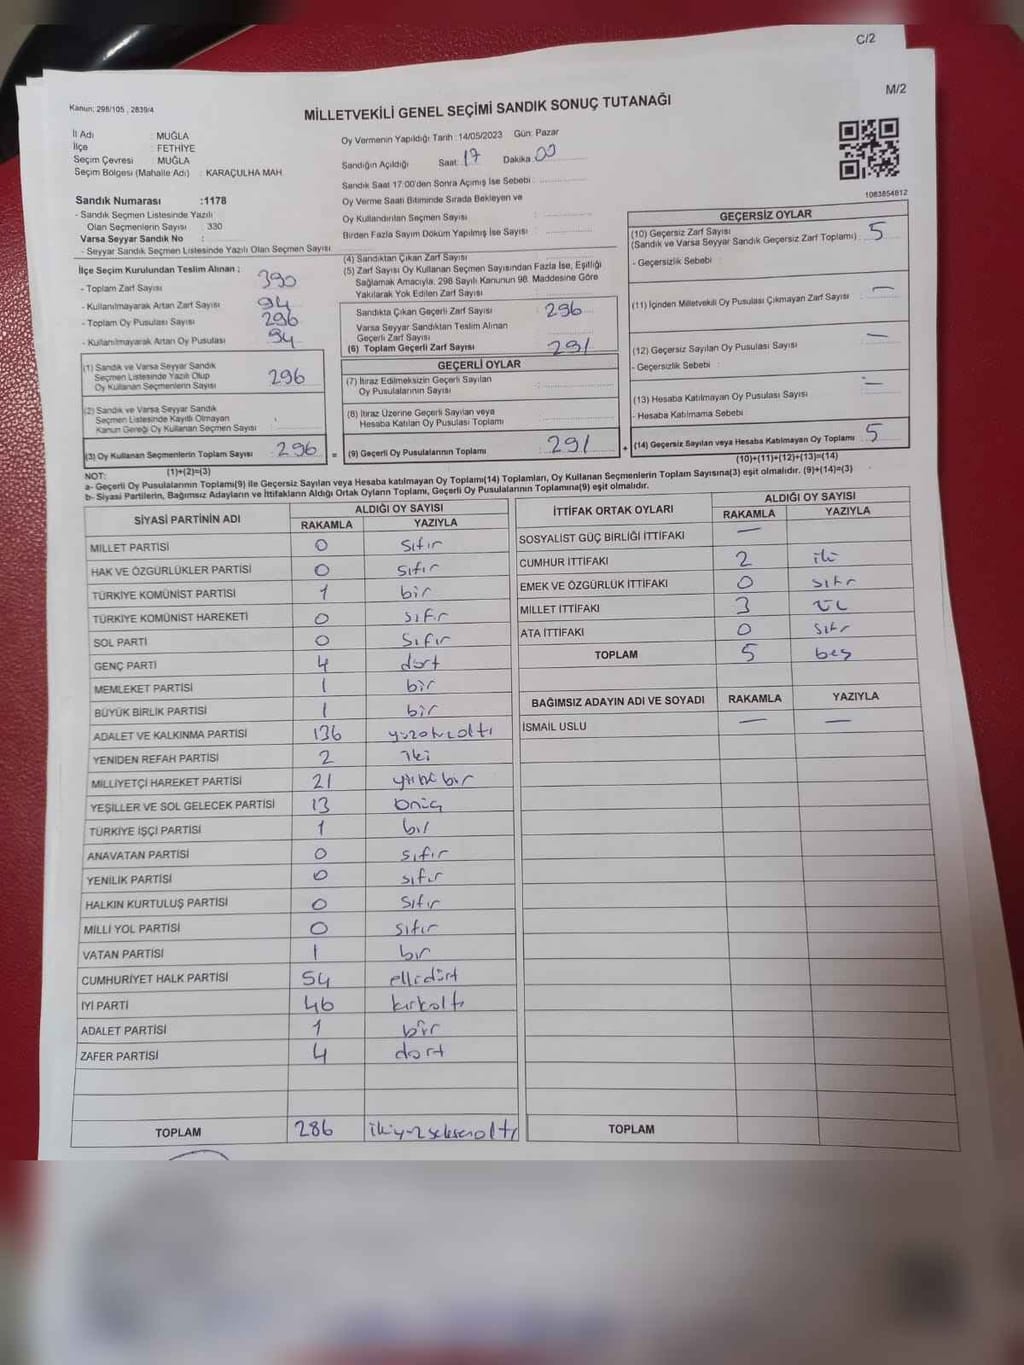 C/2
M/2
Kanun: 298/105 , 2839/4
MİLLETVEKİLİ GENEL SEÇİMİ SANDIK SONUÇ TUTANAĞI
İl Adı : MUĞLA
İlçe : FETHİYE
Seçim Çevresi : MUĞLA
Seçim Bölgesi (Mahalle Adı) : KARAÇULHA MAH
Oy Vermenin Yapıldığı Tarih :14/05/2023 Gün: Pazar
Sandığın Açıldığı Saat: 17 Dakika: 00
Sandık Saat 17:00'den Sonra Açımış İse Sebebi :
Oy Verme Saati Bitiminde Sırada Bekleyen ve
Oy Kullandırılan Seçmen Sayısı :
Birden Fazla Sayım Döküm Yapılmış İse Sayısı :
1063854812
Sandık Numarası :1178
- Sandık Seçmen Listesinde Yazılı
Olan Seçmenlerin Sayısı : 330
Varsa Seyyar Sandık No :
- Seyyar Sandık Seçmen Listesinde Yazılı Olan Seçmen Sayısı :
İlçe Seçim Kurulundan Teslim Alınan ;
- Toplam Zarf Sayısı : 390
- Kullanılmayarak Artan Zarf Sayısı : 94
- Toplam Oy Pusulası Sayısı : 296
- Kullanılmayarak Artan Oy Pusulası : 94
(1) Sandık ve Varsa Seyyar Sandık
Seçmen Listesinde Yazılı Olup
Oy Kullanan Seçmenlerin Sayısı : 296
(2) Sandık ve Varsa Seyyar Sandık
Seçmen Listesinde Kayıtlı Olmayan
Kanun Gereği Oy Kullanan Seçmen Sayısı :
(3) Oy Kullanan Seçmenlerin Toplam Sayısı : 296
(1)+(2)=(3)
(4) Sandıktan Çıkan Zarf Sayısı :
(5) Zarf Sayısı Oy Kullanan Seçmen Sayısından Fazla İse, Eşitliği
Sağlamak Amacıyla, 298 Sayılı Kanunun 98. Maddesine Göre
Yakılarak Yok Edilen Zarf Sayısı :
Sandıkta Çıkan Geçerli Zarf Sayısı : 296
Varsa Seyyar Sandıktan Teslim Alınan
Geçerli Zarf Sayısı :
(6) Toplam Geçerli Zarf Sayısı : 291
GEÇERLİ OYLAR
(7) İtiraz Edilmeksizin Geçerli Sayılan
Oy Pusulalarının Sayısı :
(8) İtiraz Üzerine Geçerli Sayılan veya
Hesaba Katılan Oy Pusulası Toplamı :
= (9) Geçerli Oy Pusulalarının Toplamı : 291 +
GEÇERSİZ OYLAR
(10) Geçersiz Zarf Sayısı
(Sandık ve Varsa Seyyar Sandık Geçersiz Zarf Toplamı) : 5
- Geçersizlik Sebebi :
(11) İçinden Milletvekili Oy Pusulası Çıkmayan Zarf Sayısı : —
(12) Geçersiz Sayılan Oy Pusulası Sayısı : —
- Geçersizlik Sebebi :
(13) Hesaba Katılmayan Oy Pusulası Sayısı : —
- Hesaba Katılmama Sebebi :
(14) Geçersiz Sayılan veya Hesaba Katılmayan Oy Toplamı : 5
(10)+(11)+(12)+(13)=(14)
NOT:
a- Geçerli Oy Pusulalarının Toplamı(9) ile Geçersiz Sayılan veya Hesaba katılmayan Oy Toplamı(14) Toplamları, Oy Kullanan Seçmenlerin Toplam Sayısına(3) eşit olmalıdır. (9)+(14)=(3)
b- Siyasi Partilerin, Bağımsız Adayların ve İttifakların Aldığı Ortak Oyların Toplamı, Geçerli Oy Pusulalarının Toplamına(9) eşit olmalıdır.
SİYASİ PARTİNİN ADI ALDIĞI OY SAYISI
RAKAMLA YAZIYLA
MİLLET PARTİSİ 0 Sıfır
HAK VE ÖZGÜRLÜKLER PARTİSİ 0 Sıfır
TÜRKİYE KOMÜNİST PARTİSİ 1 bir
TÜRKİYE KOMÜNİST HAREKETİ 0 sıfır
SOL PARTİ 0 Sıfır
GENÇ PARTİ 4 dört
MEMLEKET PARTİSİ 1 bir
BÜYÜK BİRLİK PARTİSİ 1 bir
ADALET VE KALKINMA PARTİSİ 136 yüzotuzaltı
YENİDEN REFAH PARTİSİ 2 iki
MİLLİYETÇİ HAREKET PARTİSİ 21 yirmi bir
YEŞİLLER VE SOL GELECEK PARTİSİ 13 onüç
TÜRKİYE İŞÇİ PARTİSİ 1 bir
ANAVATAN PARTİSİ 0 sıfır
YENİLİK PARTİSİ 0 sıfır
HALKIN KURTULUŞ PARTİSİ 0 Sıfır
MİLLİ YOL PARTİSİ 0 sıfır
VATAN PARTİSİ 1 bir
CUMHURİYET HALK PARTİSİ 54 ellidört
İYİ PARTİ 46 kırkaltı
ADALET PARTİSİ 1 bir
ZAFER PARTİSİ 4 dört
TOPLAM 286 ikiyüzseksenaltı
İTTİFAK ORTAK OYLARI ALDIĞI OY SAYISI
RAKAMLA YAZIYLA
SOSYALİST GÜÇ BİRLİĞİ İTTİFAKI —
CUMHUR İTTİFAKI 2 iki
EMEK VE ÖZGÜRLÜK İTTİFAKI 0 sıfır
MİLLET İTTİFAKI 3 üç
ATA İTTİFAKI 0 sıfır
TOPLAM 5 beş
BAĞIMSIZ ADAYIN ADI VE SOYADI RAKAMLA YAZIYLA
İSMAİL USLU — —
TOPLAM